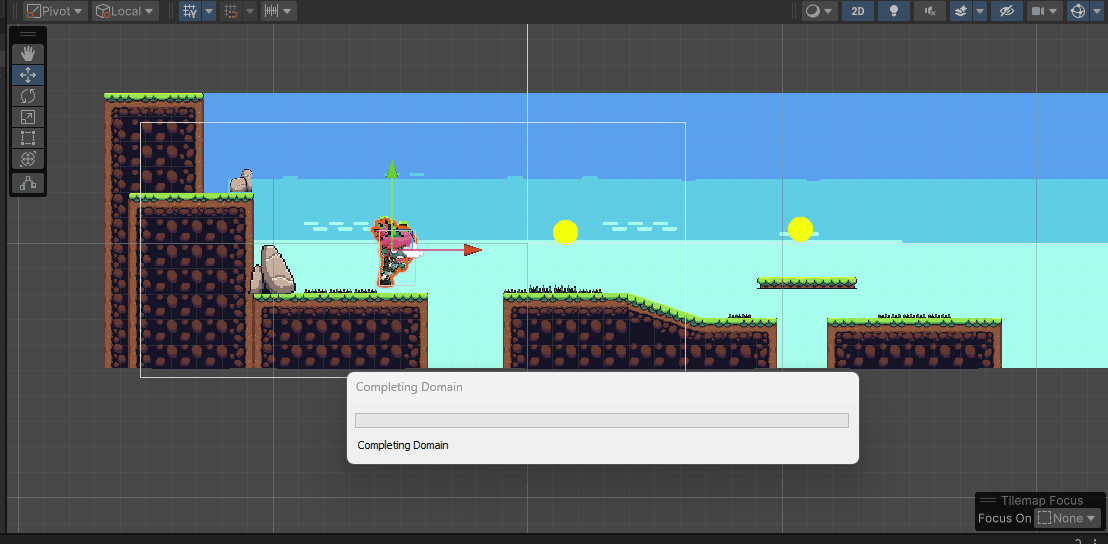 Pivot
Local
2D
Completing Domain
Completing Domain
Tilemap Focus
Focus On
None